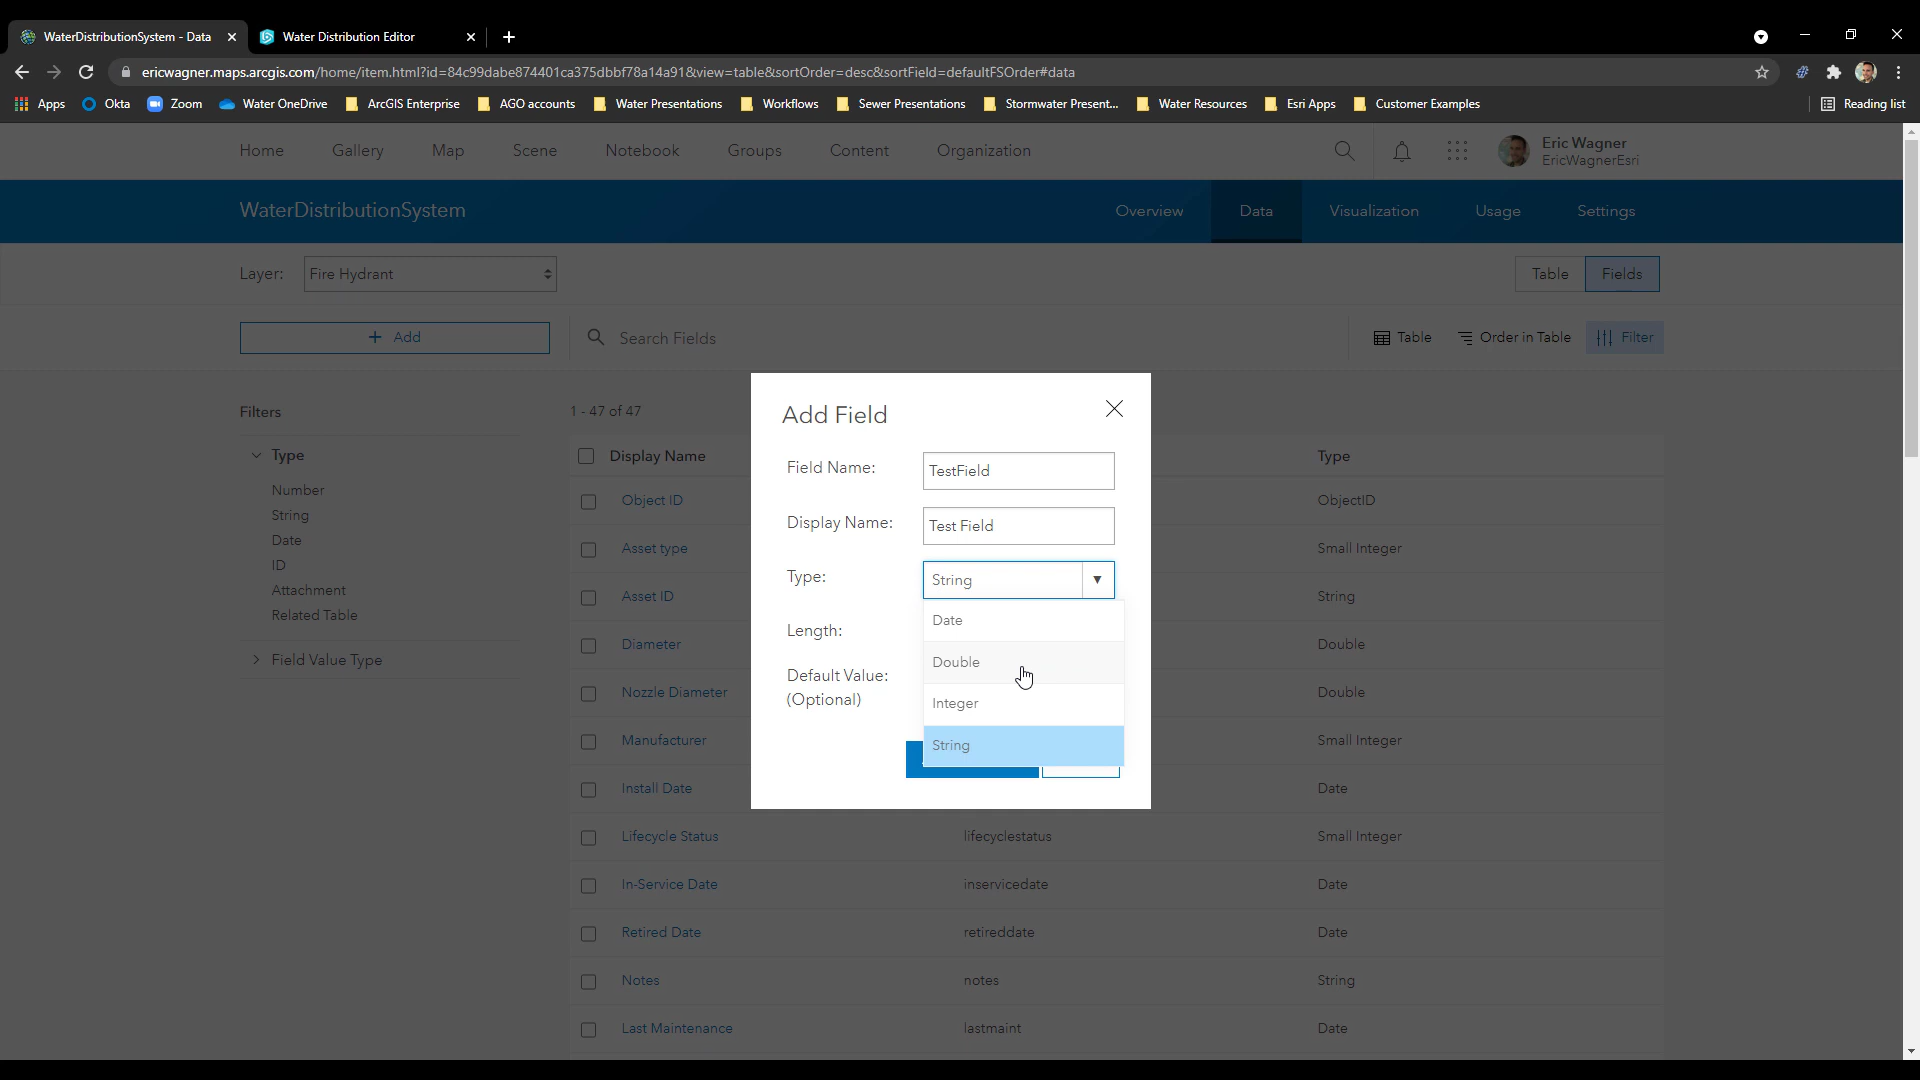 WaterDistributionSystem - Data
Water Distribution Editor
ericwagner.maps.arcgis.com/home/item.html?id=84c99dabe874401ca375dbbf78a14a91&view=table&sortOrder=desc&sortField=defaultFSOrder#data
Apps Okta Zoom Water OneDrive ArcGIS Enterprise AGO accounts Water Presentations Workflows Sewer Presentations Stormwater Present... Water Resources Esri Apps Customer Examples Reading list
Home Gallery Map Scene Notebook Groups Content Organization
Eric Wagner
EricWagnerEsri
WaterDistributionSystem
Overview Data Visualization Usage Settings
Layer: Fire Hydrant
Table Fields
+ Add
Search Fields
Table Order in Table Filter
Filters
Type
Number
String
Date
ID
Attachment
Related Table
Field Value Type
1 - 47 of 47
Display Name Type
Object ID ObjectID
Asset type Small Integer
Asset ID String
Diameter Double
Nozzle Diameter Double
Manufacturer Small Integer
Install Date Date
Lifecycle Status lifecyclestatus Small Integer
In-Service Date inservicedate Date
Retired Date retireddate Date
Notes notes String
Last Maintenance lastmaint Date
Add Field
Field Name: TestField
Display Name: Test Field
Type: String
Date
Double
Integer
String
Length:
Default Value:
(Optional)